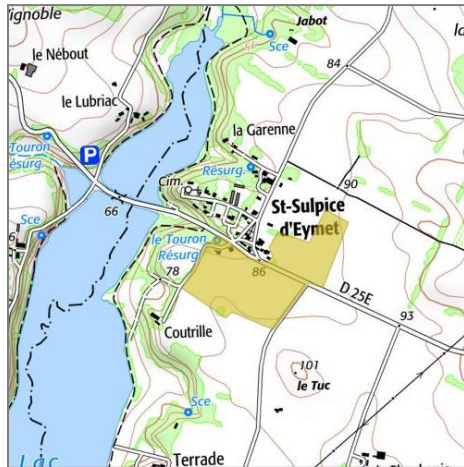 ignoble
Jabot
Sce
le Nébout
84
le Lubriac
la Garenne
Touron
P
Résurg.
ésurg.
Cim.
90
66
Sce
St-Sulpice
d'Eymet
le Touron
Résurg.
78
86
D 25E
93
Coutrille
101
le Tuc
Sce
Lac
Terrade